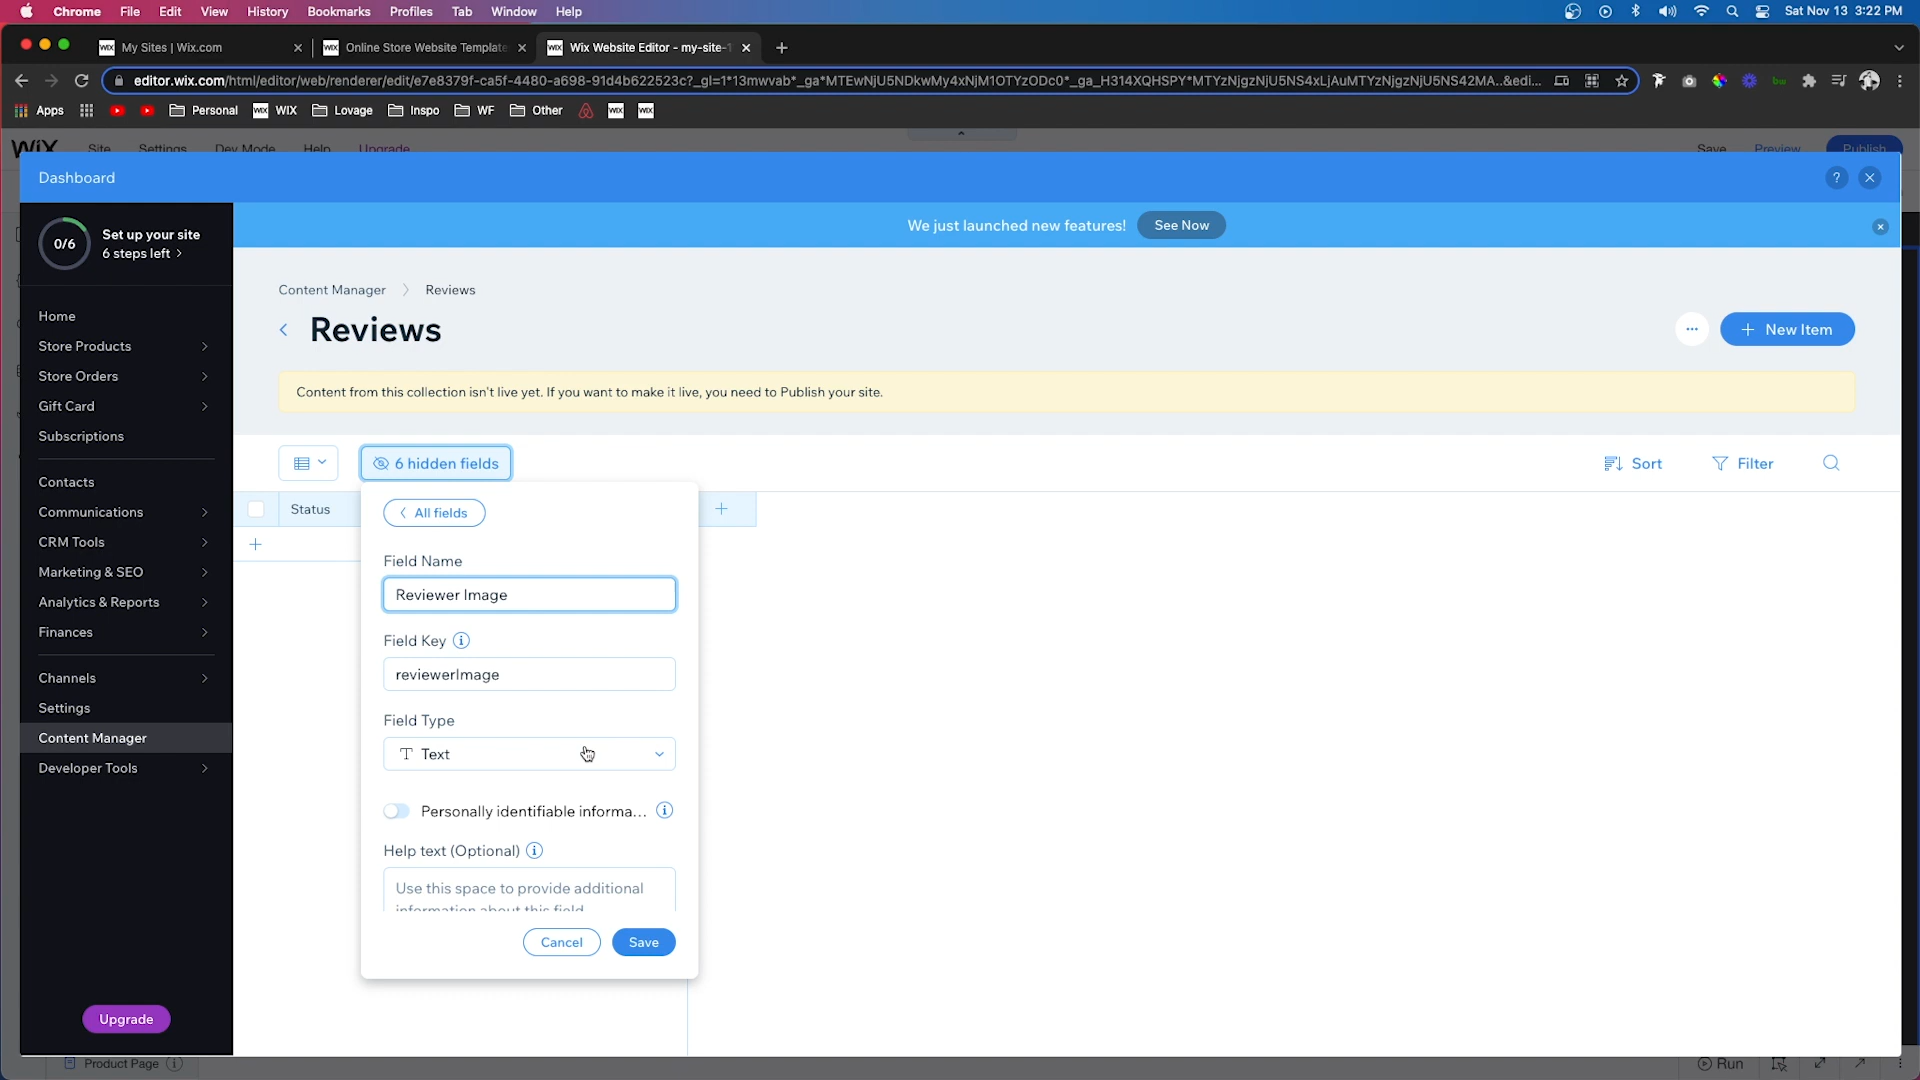 Chrome File Edit View History Bookmarks Profiles Tab Window Help Sat Nov 13 3:22 PM
WIX My Sites | Wix.com WIX Online Store Website Template WIX Wix Website Editor - my-site-1
editor.wix.com/html/editor/web/renderer/edit/e7e8379f-ca5f-4480-a698-91d4b622523c?_gl=1*13mwvab*_ga*MTEwNjU5NDkwMy4xNjM1OTYzODc0*_ga_H314XQHSPY*MTYzNjgzNjU5NS4xLjAuMTYzNjgzNjU5NS42MA..&edi...
Apps Personal WIX WIX Lovage Inspo WF Other WIX WIX
WIX Site Settings Dev Mode Help Upgrade Save Preview Publish
Dashboard ?
0/6 Set up your site
6 steps left >
We just launched new features! See Now
Home
Store Products
Store Orders
Gift Card
Subscriptions
Contacts
Communications
CRM Tools
Marketing & SEO
Analytics & Reports
Finances
Channels
Settings
Content Manager
Developer Tools
Upgrade
Content Manager > Reviews
Reviews
New Item
Content from this collection isn't live yet. If you want to make it live, you need to Publish your site.
6 hidden fields Sort Filter
Status
All fields
Field Name
Reviewer Image
Field Key
reviewerImage
Field Type
T Text
Personally identifiable informa...
Help text (Optional)
Use this space to provide additional
information about this field
Cancel Save
Product Page Run